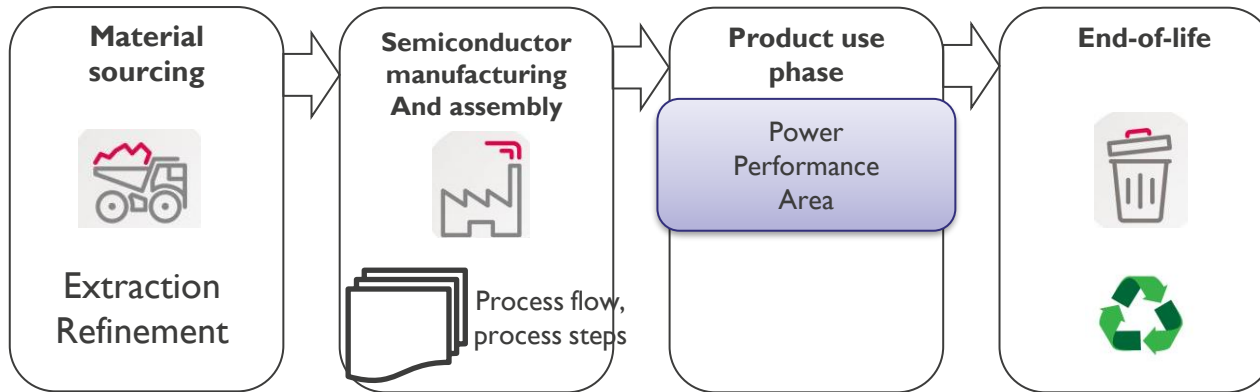 Material
sourcing
Extraction
Refinement
Semiconductor
manufacturing
And assembly
Process flow,
process steps
Product use
phase
Power
Performance
Area
End-of-life